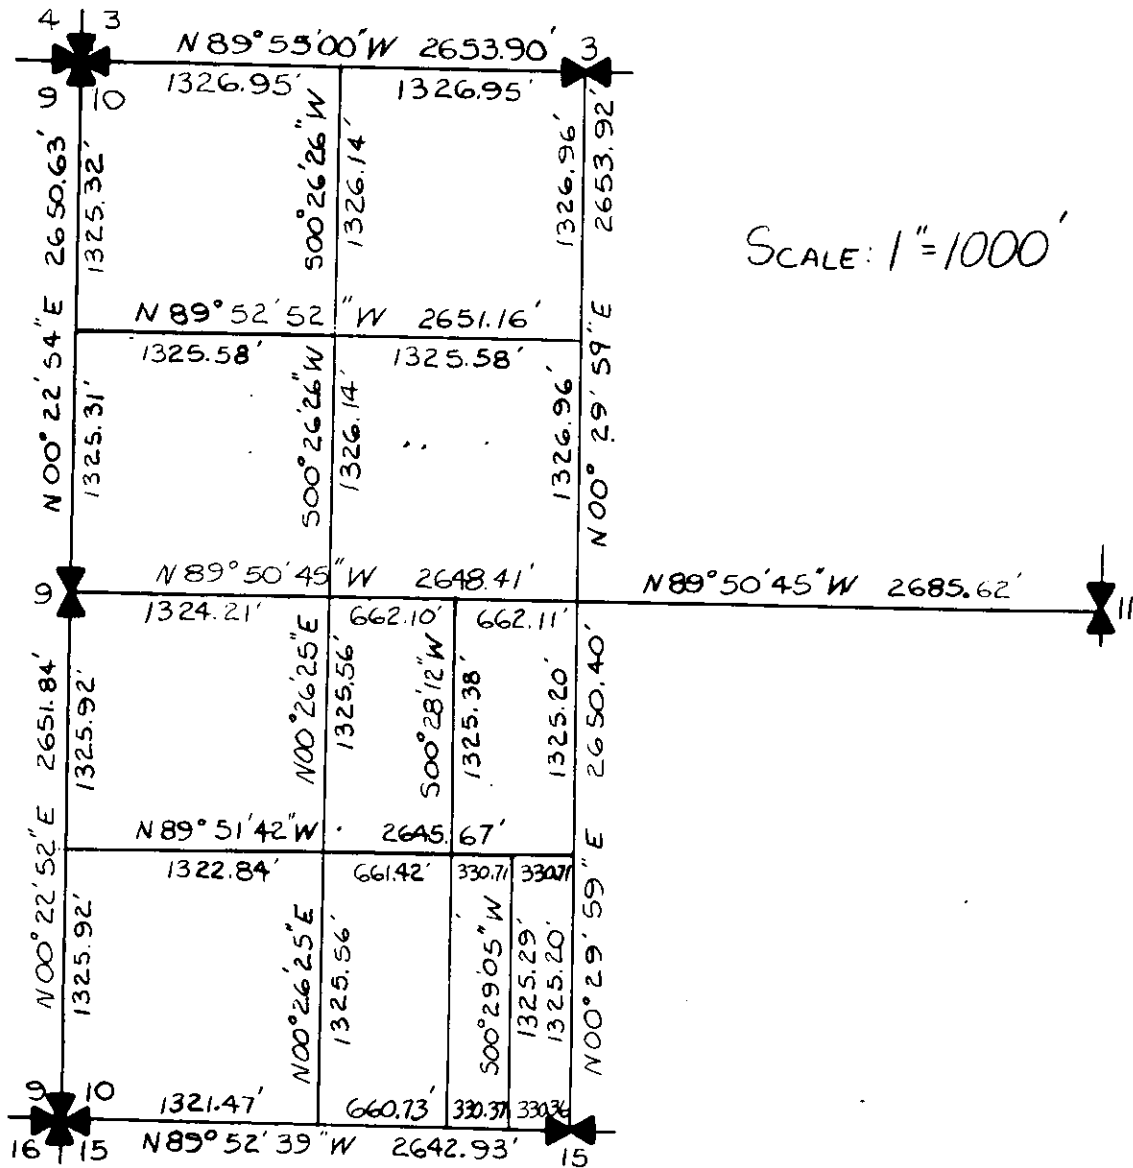 4 3
N 89° 55' 00" W 2653.90' 3
1326.95' 1326.95'
9 10
N 00° 22' 54" E 2650.63'
1325.32'
S00° 26' 26" W
1326.14'
1326.96'
2653.92'
SCALE: 1"=1000'
N 89° 52' 52" W 2651.16'
1325.58' 1325.58'
1325.31'
S00° 26' 26" W
1326.14'
1326.96'
N00° 29' 59" E
9 N 89° 50' 45" W 2648.41' N 89° 50' 45" W 2685.62' 11
1324.21' 662.10' 662.11'
N00° 22' 52" E 2651.84'
1325.92'
N00° 26' 25" E
1325.56'
S00° 28' 12" W
1325.38'
1325.20'
N00° 29' 59" E 2650.40'
N 89° 51' 42" W 2645.67'
1322.84' 661.42' 330.71 330.71'
1325.92'
N00° 26' 25" E
1325.56'
S00° 29' 05" W
1325.29'
1325.20'
9 10
1321.47' 660.73' 330.37 330.36
16 15 N 89° 52' 39" W 2642.93' 15